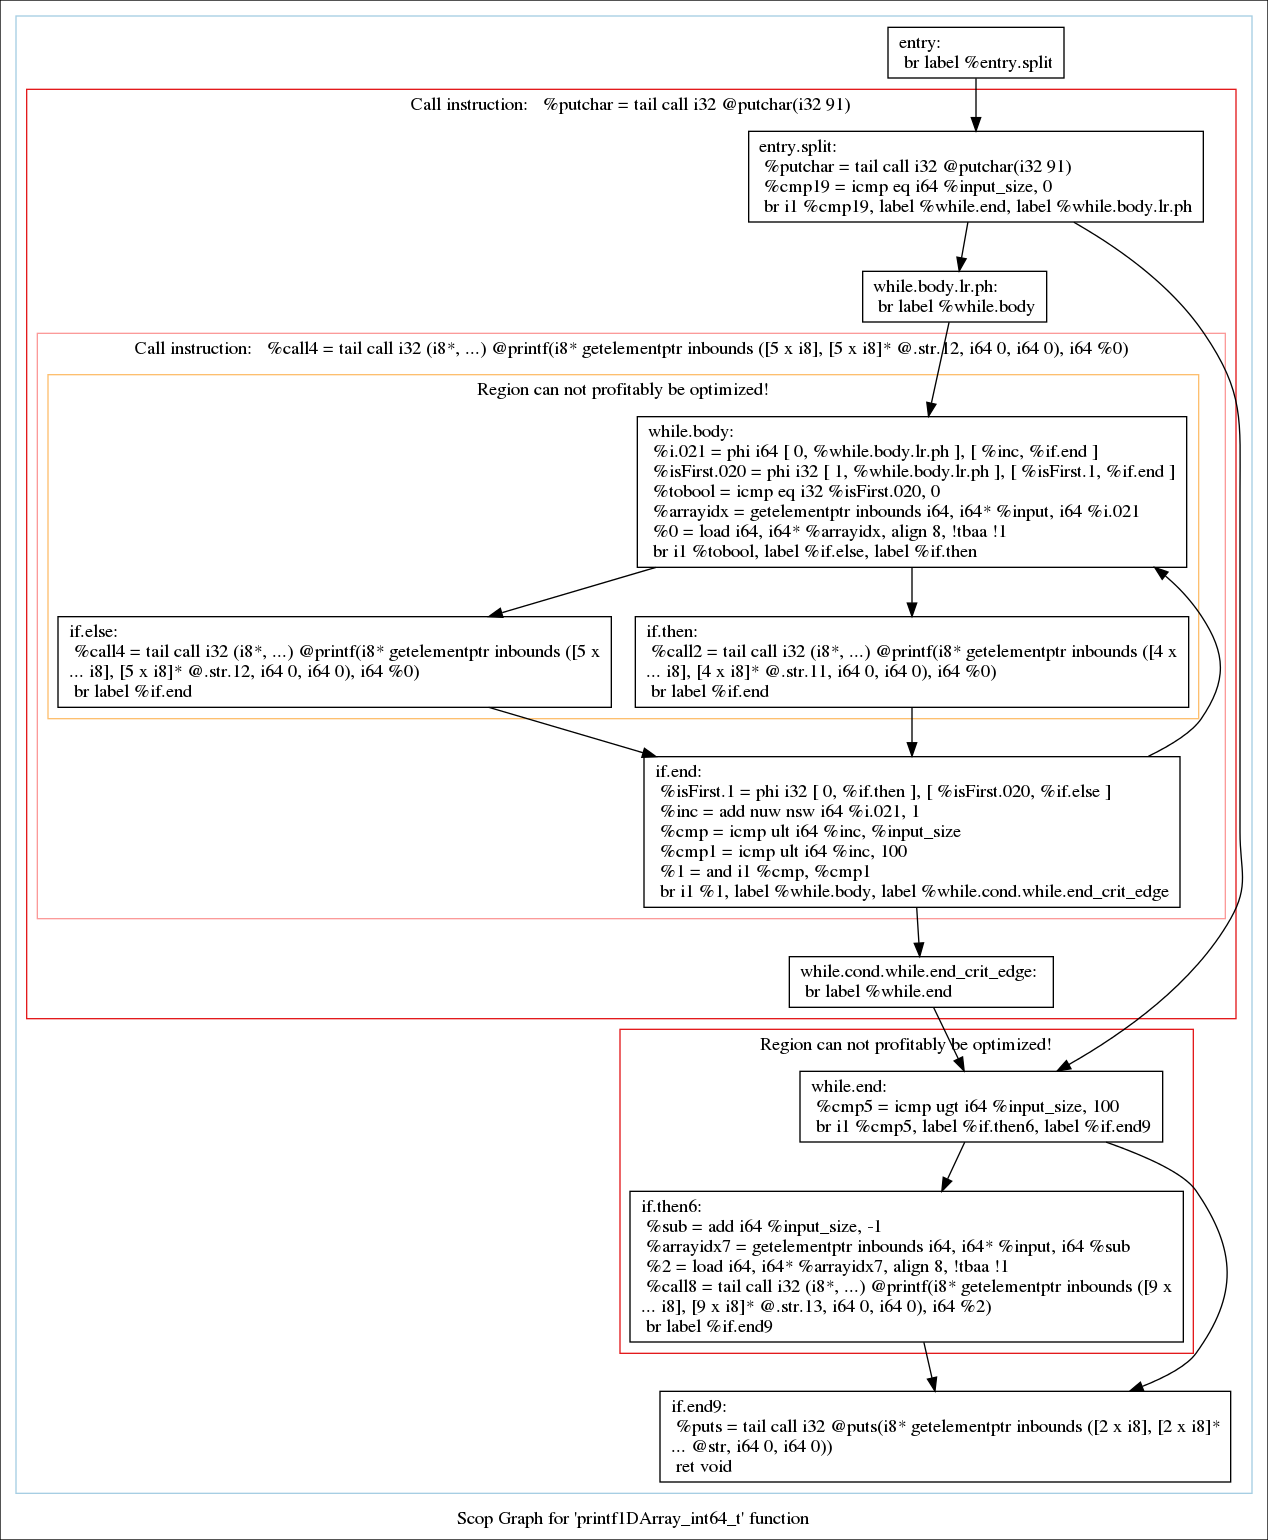 entry:
br label %entry.split
Call instruction: %putchar = tail call i32 @putchar(i32 91)
entry.split:
%putchar = tail call i32 @putchar(i32 91)
%cmp19 = icmp eq i64 %input_size, 0
br i1 %cmp19, label %while.end, label %while.body.lr.ph
while.body.lr.ph:
br label %while.body
Call instruction: %call4 = tail call i32 (i8*, ...) @printf(i8* getelementptr inbounds ([5 x i8], [5 x i8]* @.str.12, i64 0, i64 0), i64 %0)
Region can not profitably be optimized!
while.body:
%i.021 = phi i64 [ 0, %while.body.lr.ph ], [ %inc, %if.end ]
%isFirst.020 = phi i32 [ 1, %while.body.lr.ph ], [ %isFirst.1, %if.end ]
%tobool = icmp eq i32 %isFirst.020, 0
%arrayidx = getelementptr inbounds i64, i64* %input, i64 %i.021
%0 = load i64, i64* %arrayidx, align 8, !tbaa !1
br i1 %tobool, label %if.else, label %if.then
if.else:
%call4 = tail call i32 (i8*, ...) @printf(i8* getelementptr inbounds ([5 x
... i8], [5 x i8]* @.str.12, i64 0, i64 0), i64 %0)
br label %if.end
if.then:
%call2 = tail call i32 (i8*, ...) @printf(i8* getelementptr inbounds ([4 x
... i8], [4 x i8]* @.str.11, i64 0, i64 0), i64 %0)
br label %if.end
if.end:
%isFirst.1 = phi i32 [ 0, %if.then ], [ %isFirst.020, %if.else ]
%inc = add nuw nsw i64 %i.021, 1
%cmp = icmp ult i64 %inc, %input_size
%cmp1 = icmp ult i64 %inc, 100
%1 = and i1 %cmp, %cmp1
br i1 %1, label %while.body, label %while.cond.while.end_crit_edge
while.cond.while.end_crit_edge:
br label %while.end
Region can not profitably be optimized!
while.end:
%cmp5 = icmp ugt i64 %input_size, 100
br i1 %cmp5, label %if.then6, label %if.end9
if.then6:
%sub = add i64 %input_size, -1
%arrayidx7 = getelementptr inbounds i64, i64* %input, i64 %sub
%2 = load i64, i64* %arrayidx7, align 8, !tbaa !1
%call8 = tail call i32 (i8*, ...) @printf(i8* getelementptr inbounds ([9 x
... i8], [9 x i8]* @.str.13, i64 0, i64 0), i64 %2)
br label %if.end9
if.end9:
%puts = tail call i32 @puts(i8* getelementptr inbounds ([2 x i8], [2 x i8]*
... @str, i64 0, i64 0))
ret void
Scop Graph for 'printf1DArray_int64_t' function